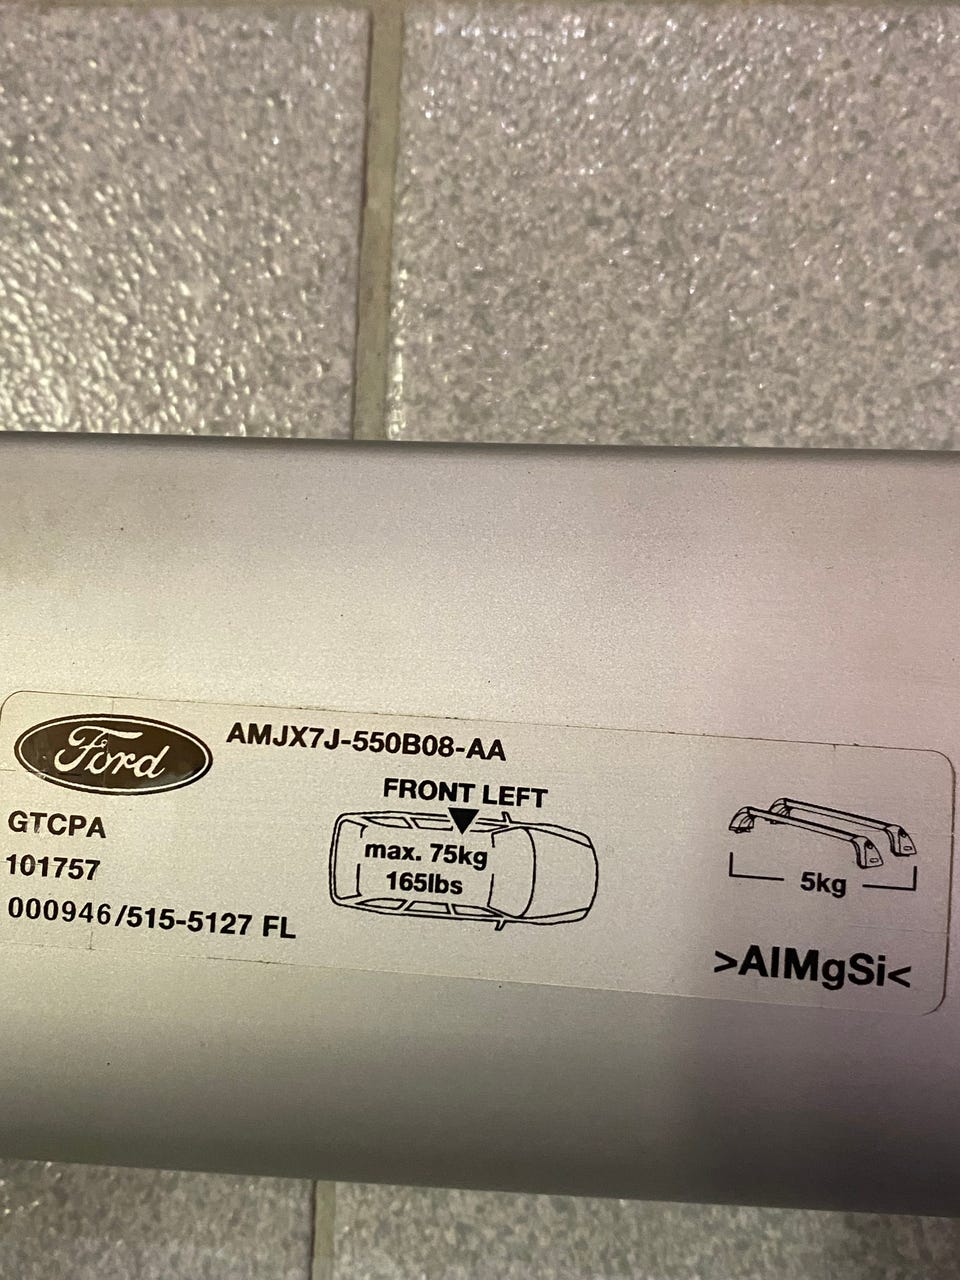 Ford
AMJX7J-550B08-AA
FRONT LEFT
GTCPA
101757
000946/515-5127 FL
max. 75kg
165lbs
5kg
>AlMgSi<